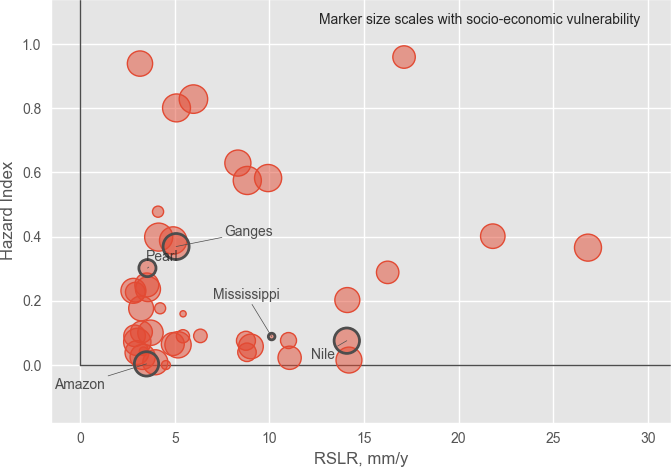 Marker size scales with socio-economic vulnerability
1.0
0.8
0.6
0.4
0.2
0.0
Hazard Index
Ganges
Pearl
Mississippi
Nile
Amazon
0 5 10 15 20 25 30
RSLR, mm/y